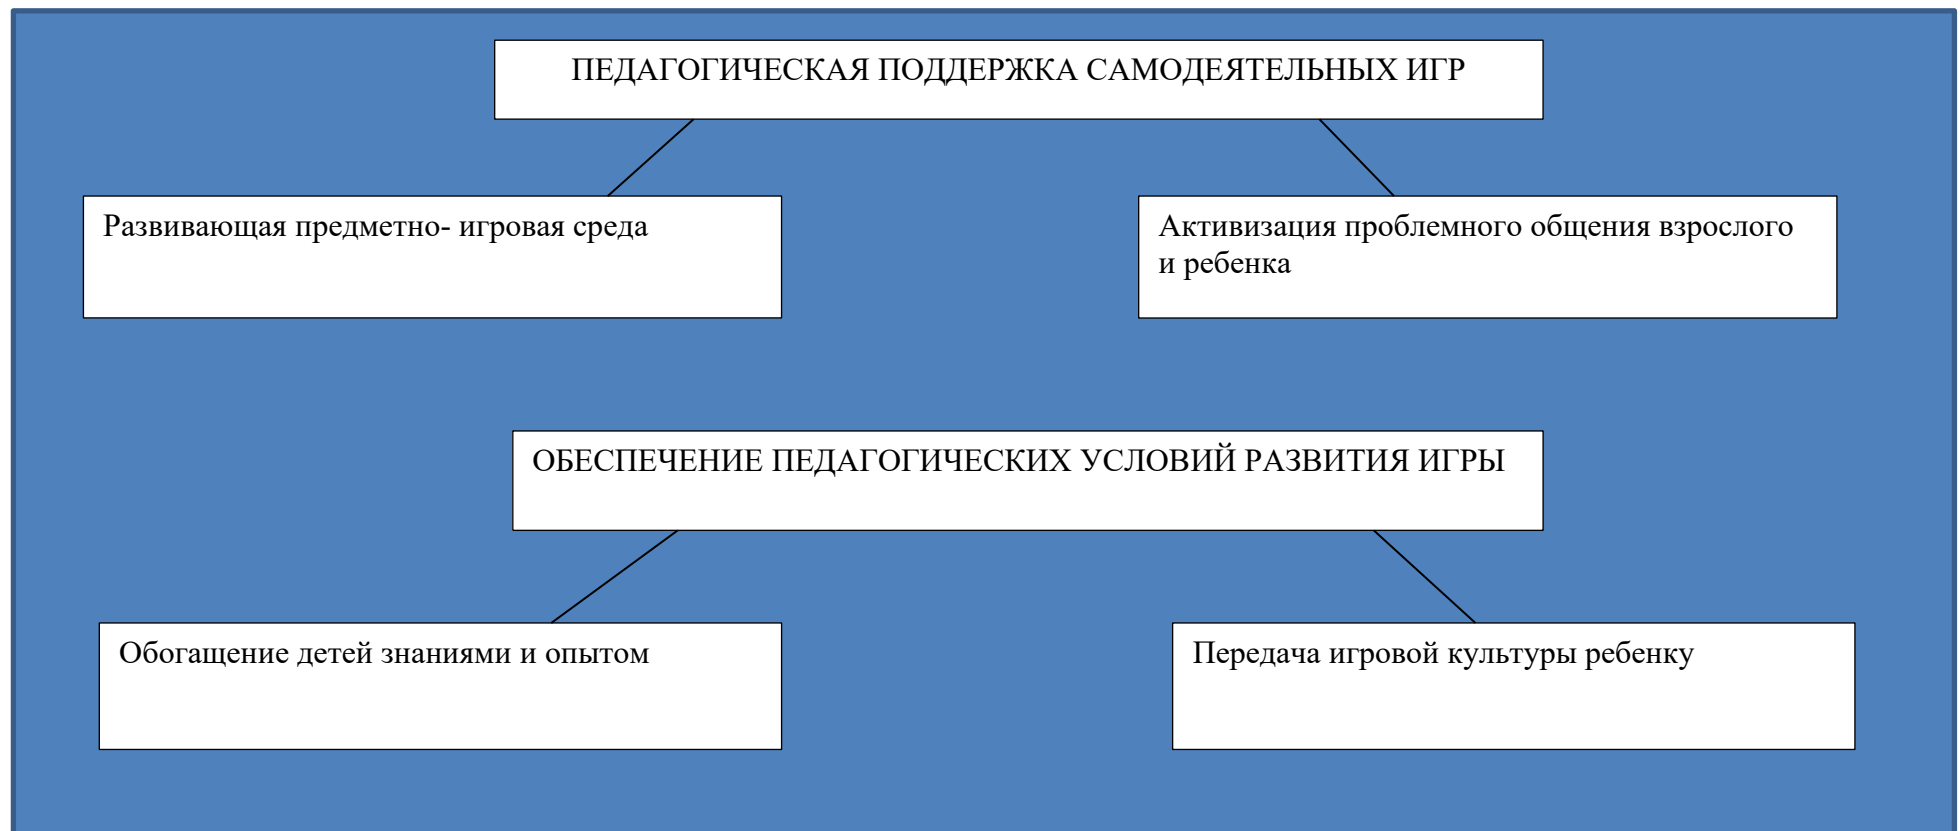 ПЕДАГОГИЧЕСКАЯ ПОДДЕРЖКА САМОДЕЯТЕЛЬНЫХ ИГР
Развивающая предметно- игровая среда
Активизация проблемного общения взрослого
и ребенка
ОБЕСПЕЧЕНИЕ ПЕДАГОГИЧЕСКИХ УСЛОВИЙ РАЗВИТИЯ ИГРЫ
Обогащение детей знаниями и опытом
Передача игровой культуры ребенку